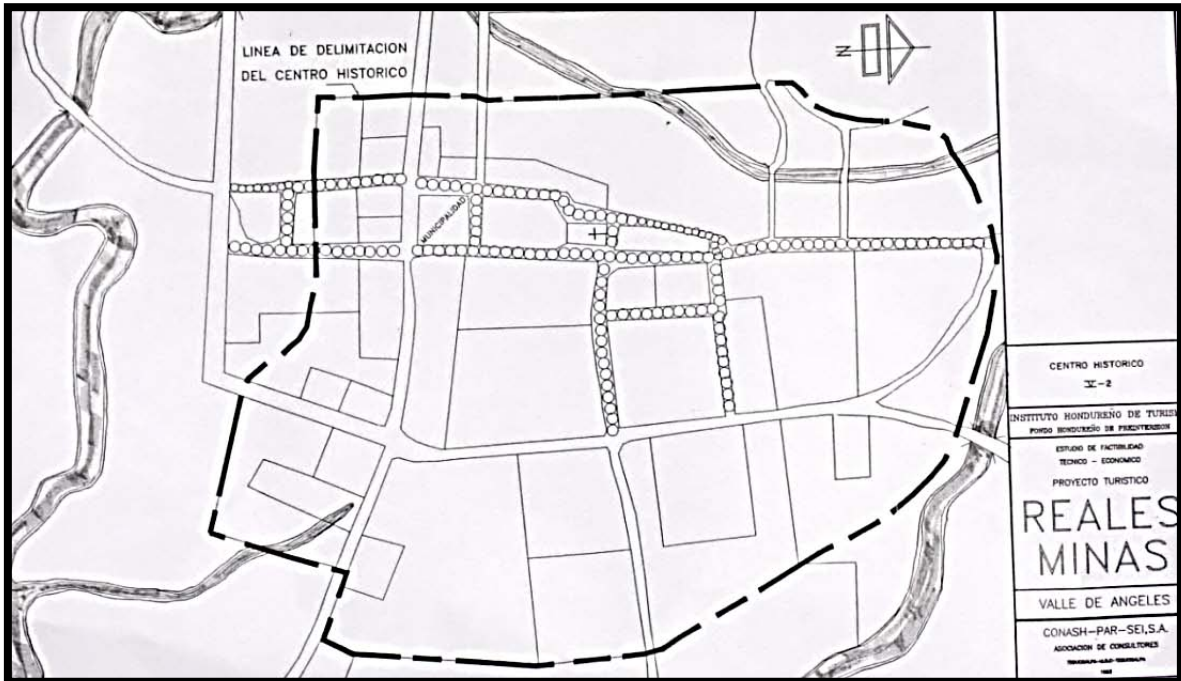 LINEA DE DELIMITACION
DEL CENTRO HISTORICO
N
MUNICIPALIDAD
CENTRO HISTORICO
V-2
INSTITUTO HONDUREÑO DE TURIS
FONDO HONDUREÑO DE PREINVERSION
ESTUDIO DE FACTIBILIDAD
TECNICO - ECONOMICO
PROYECTO TURISTICO
REALES
MINAS
VALLE DE ANGELES
CONASH-PAR-SEI,S.A.
ASOCIACION DE CONSULTORES